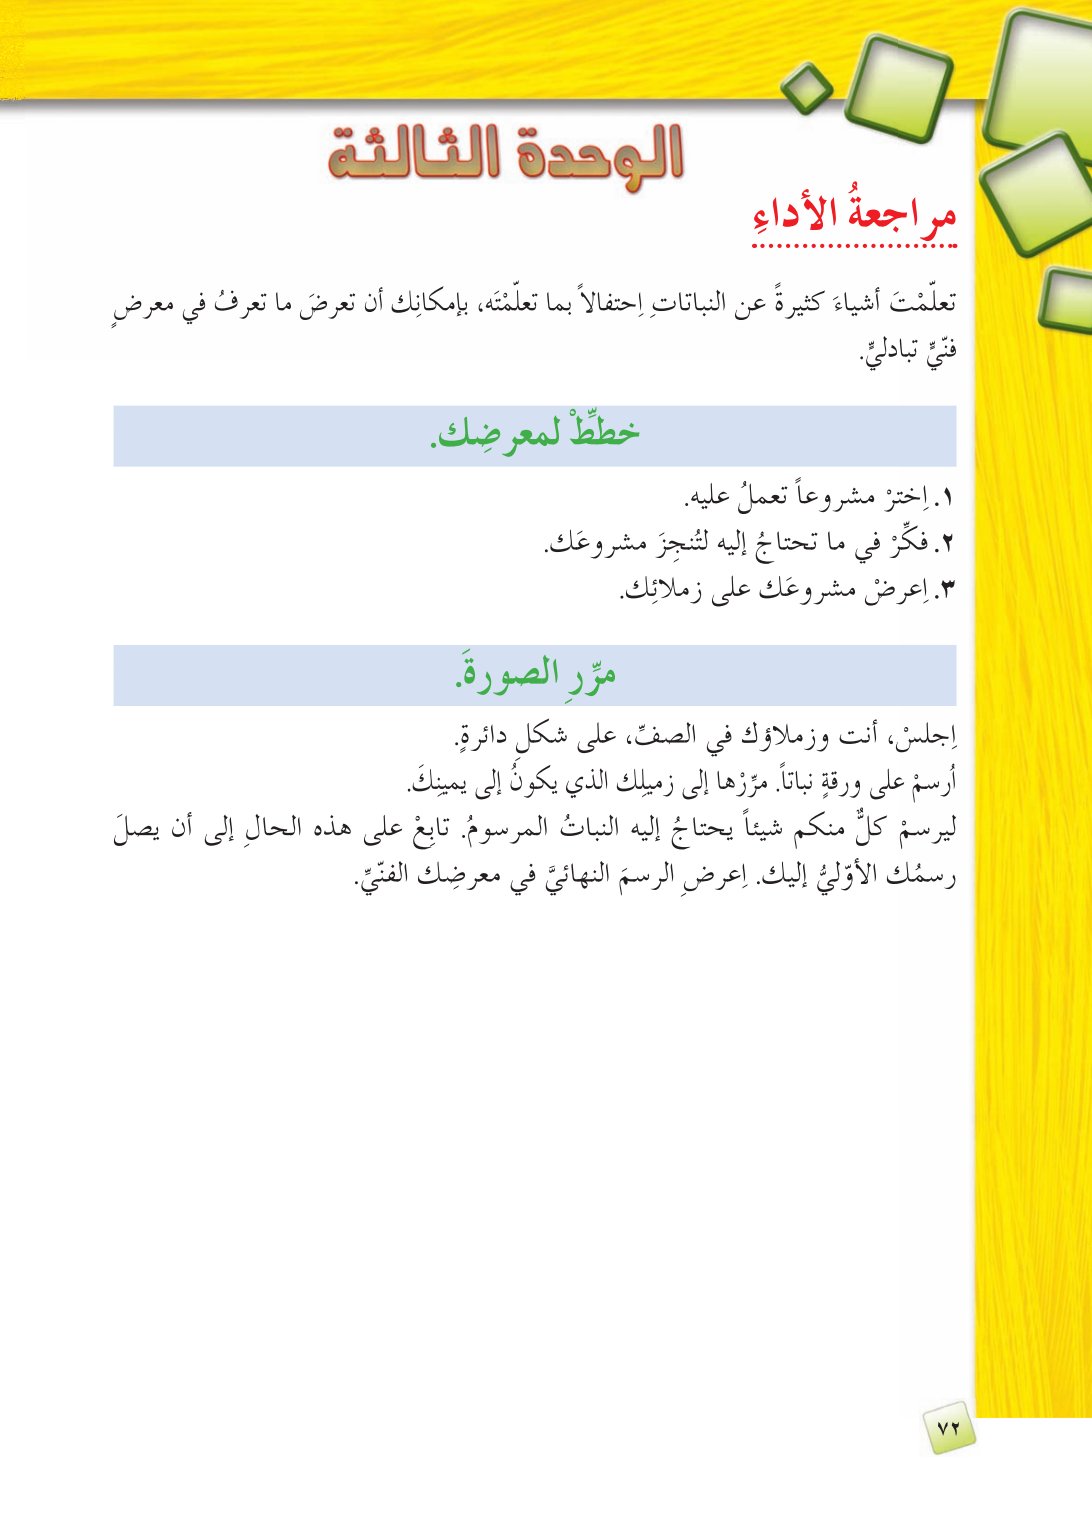 الوحدة الثالثة
مراجعةُ الأداءِ
تعلّمْتَ أشياءَ كثيرةً عن النباتاتِ اِحتفالاً بما تعلّمْتَه، بإمكانِك أن تعرضَ ما تعرفُ في معرضٍ
فنّيٍّ تبادليٍّ.
خطِّطْ لمعرضِك.
١. اِخترْ مشروعاً تعملُ عليه.
٢. فكِّرْ في ما تحتاجُ إليه لتُنجِزَ مشروعَك.
٣. اِعرضْ مشروعَك على زملائِك.
مرِّرِ الصورةَ.
اِجلسْ، أنت وزملاؤك في الصفِّ، على شكلِ دائرةٍ.
اُرسمْ على ورقةٍ نباتاً. مرِّرْها إلى زميلِك الذي يكونُ إلى يمينِكَ.
ليرسمْ كلٌّ منكم شيئاً يحتاجُ إليه النباتُ المرسومُ. تابِعْ على هذه الحالِ إلى أن يصلَ
رسمُك الأوّليُّ إليك. اِعرضِ الرسمَ النهائيَّ في معرضِك الفنّيِّ.
٧٢